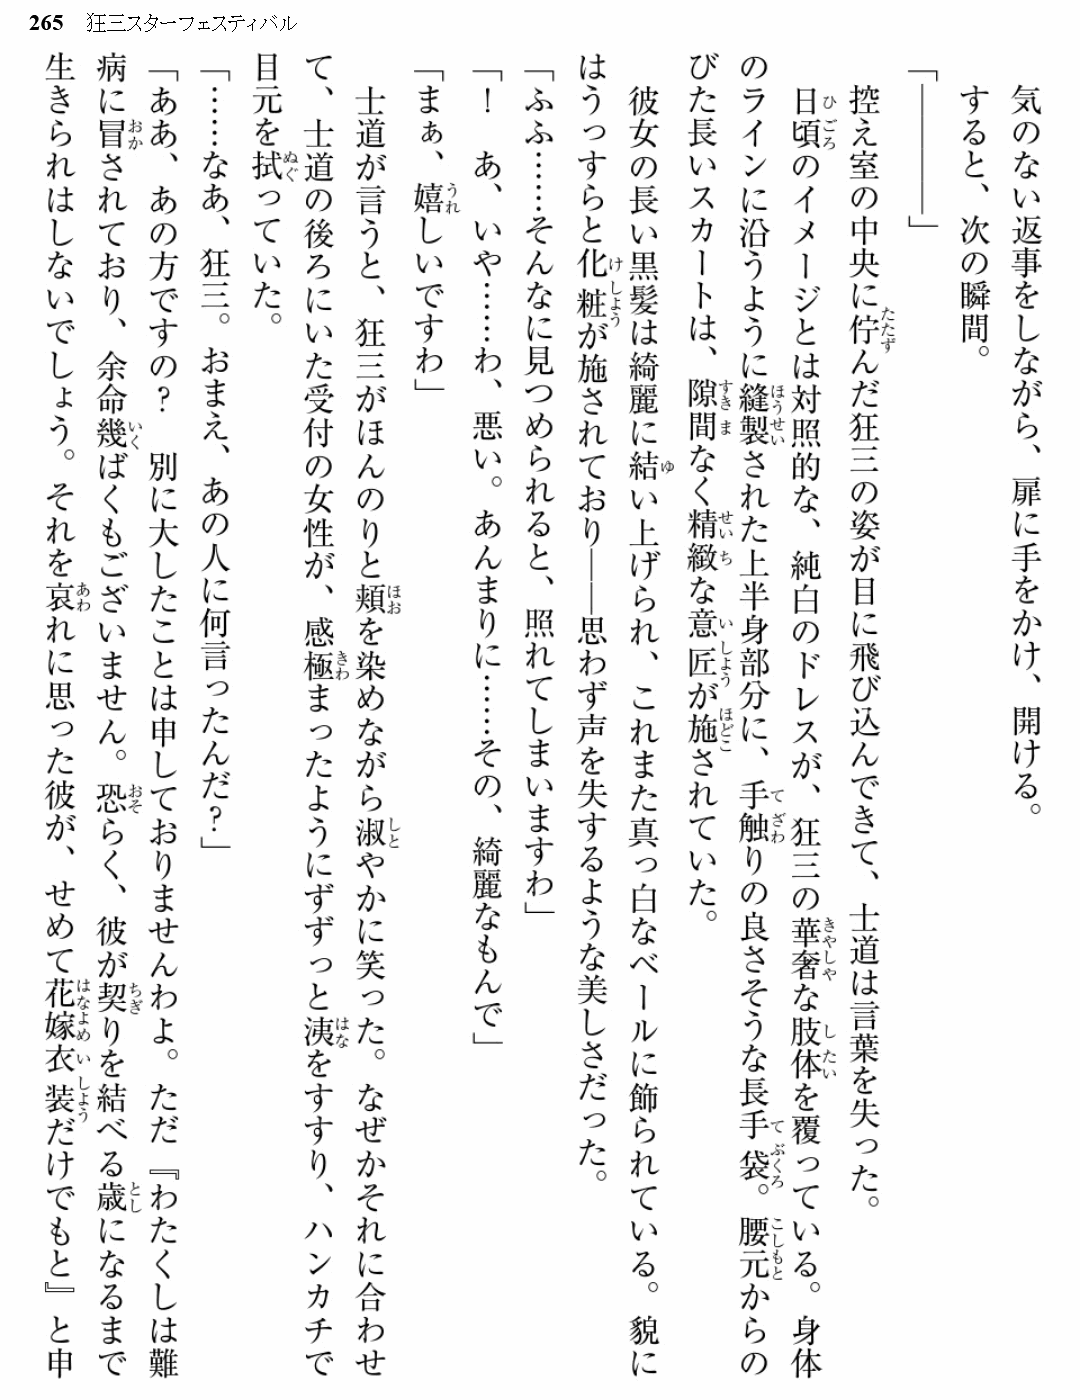 265 狂三スターフェスティバル
気のない返事をしながら、扉に手をかけ、開ける。
すると、次の瞬間。
「――――」
控え室の中央に佇んだ狂三の姿が目に飛び込んできて、士道は言葉を失った。
日頃のイメージとは対照的な、純白のドレスが、狂三の華奢な肢体を覆っている。身体
のラインに沿うように縫製された上半身部分に、手触りの良さそうな長手袋。腰元からの
びた長いスカートは、隙間なく精緻な意匠が施されていた。
彼女の長い黒髪は綺麗に結い上げられ、これまた真っ白なベールに飾られている。貌に
はうっすらと化粧が施されており――思わず声を失するような美しさだった。
「ふふ……そんなに見つめられると、照れてしまいますわ」
「！　あ、いや……わ、悪い。あんまりに……その、綺麗なもんで」
「まぁ、嬉しいですわ」
士道が言うと、狂三がほんのりと頬を染めながら淑やかに笑った。なぜかそれに合わせ
て、士道の後ろにいた受付の女性が、感極まったようにずずっと洟をすすり、ハンカチで
目元を拭っていた。
「……なあ、狂三。おまえ、あの人に何言ったんだ？」
「ああ、あの方ですの？　別に大したことは申しておりませんわよ。ただ『わたくしは難
病に冒されており、余命幾ばくもございません。恐らく、彼が契りを結べる歳になるまで
生きられはしないでしょう。それを哀れに思った彼が、せめて花嫁衣装だけでもと』と申